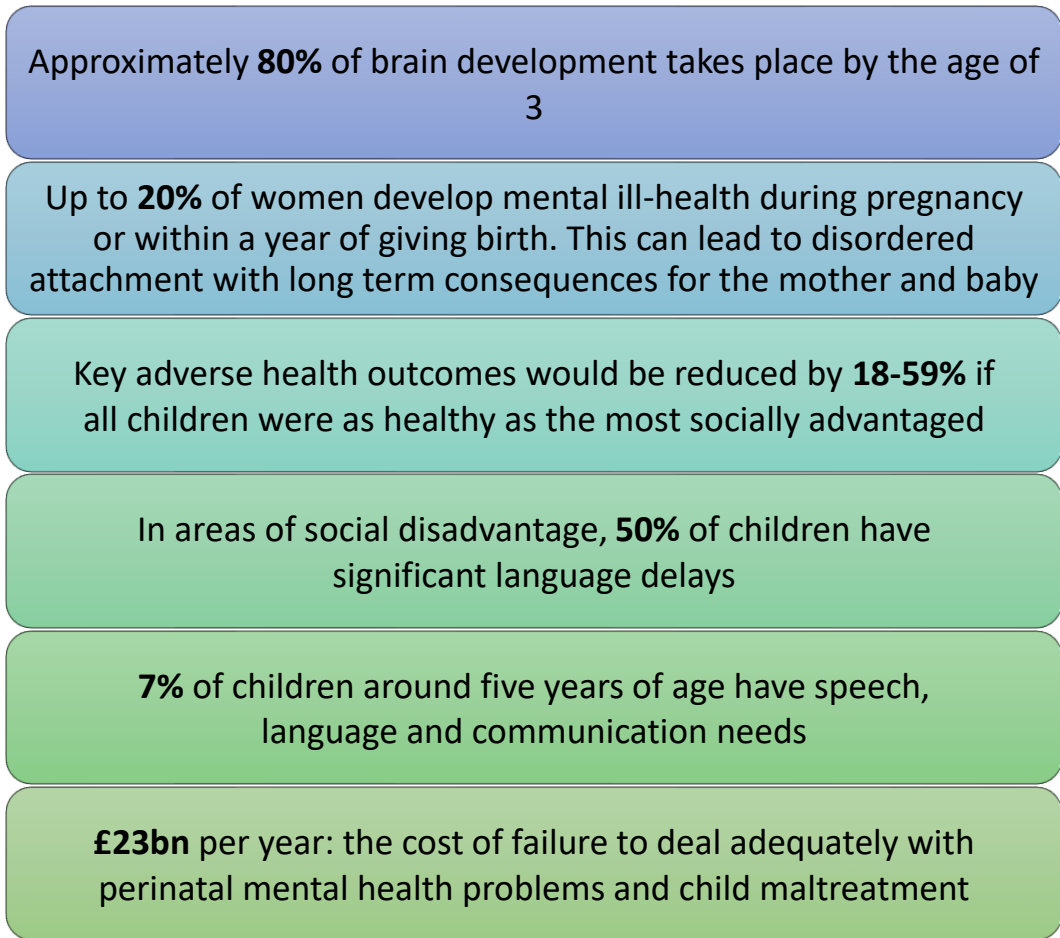 Approximately 80% of brain development takes place by the age of
3
Up to 20% of women develop mental ill-health during pregnancy
or within a year of giving birth. This can lead to disordered
attachment with long term consequences for the mother and baby
Key adverse health outcomes would be reduced by 18-59% if
all children were as healthy as the most socially advantaged
In areas of social disadvantage, 50% of children have
significant language delays
7% of children around five years of age have speech,
language and communication needs
£23bn per year: the cost of failure to deal adequately with
perinatal mental health problems and child maltreatment